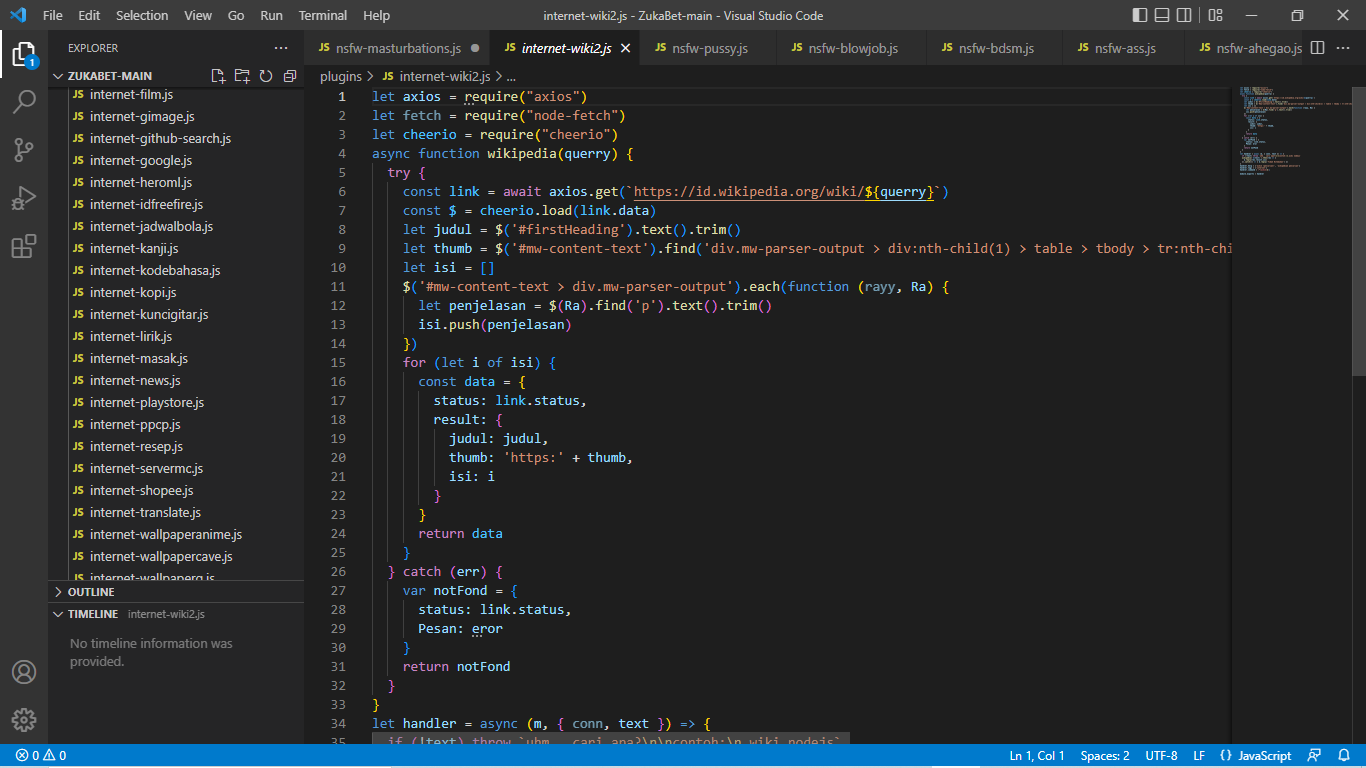 File Edit Selection View Go Run Terminal Help
internet-wiki2.js - ZukaBet-main - Visual Studio Code
EXPLORER
JS nsfw-masturbations.js
JS internet-wiki2.js
JS nsfw-pussy.js
JS nsfw-blowjob.js
JS nsfw-bdsm.js
JS nsfw-ass.js
JS nsfw-ahegao.js
1
ZUKABET-MAIN
JS internet-film.js
JS internet-gimage.js
JS internet-github-search.js
JS internet-google.js
JS internet-heroml.js
JS internet-idfreefire.js
JS internet-jadwalbola.js
JS internet-kanji.js
JS internet-kodebahasa.js
JS internet-kopi.js
JS internet-kuncigitar.js
JS internet-lirik.js
JS internet-masak.js
JS internet-news.js
JS internet-playstore.js
JS internet-ppcp.js
JS internet-resep.js
JS internet-servermc.js
JS internet-shopee.js
JS internet-translate.js
JS internet-wallpaperanime.js
JS internet-wallpapercave.js
JS internet-wallpaperq.js
OUTLINE
TIMELINE internet-wiki2.js
No timeline information was
provided.
plugins > JS internet-wiki2.js > ...
1 let axios = require("axios")
2 let fetch = require("node-fetch")
3 let cheerio = require("cheerio")
4 async function wikipedia(querry) {
5 try {
6 const link = await axios.get(`https://id.wikipedia.org/wiki/${querry}`)
7 const $ = cheerio.load(link.data)
8 let judul = $('#firstHeading').text().trim()
9 let thumb = $('#mw-content-text').find('div.mw-parser-output > div:nth-child(1) > table > tbody > tr:nth-chi
10 let isi = []
11 $('#mw-content-text > div.mw-parser-output').each(function (rayy, Ra) {
12 let penjelasan = $(Ra).find('p').text().trim()
13 isi.push(penjelasan)
14 })
15 for (let i of isi) {
16 const data = {
17 status: link.status,
18 result: {
19 judul: judul,
20 thumb: 'https:' + thumb,
21 isi: i
22 }
23 }
24 return data
25 }
26 } catch (err) {
27 var notFond = {
28 status: link.status,
29 Pesan: eror
30 }
31 return notFond
32 }
33 }
34 let handler = async (m, { conn, text }) => {
35 if (!text) throw `uhm.. cari apa?\n\ncontoh:\n.wiki nodejs`
0 0
Ln 1, Col 1 Spaces: 2 UTF-8 LF {} JavaScript